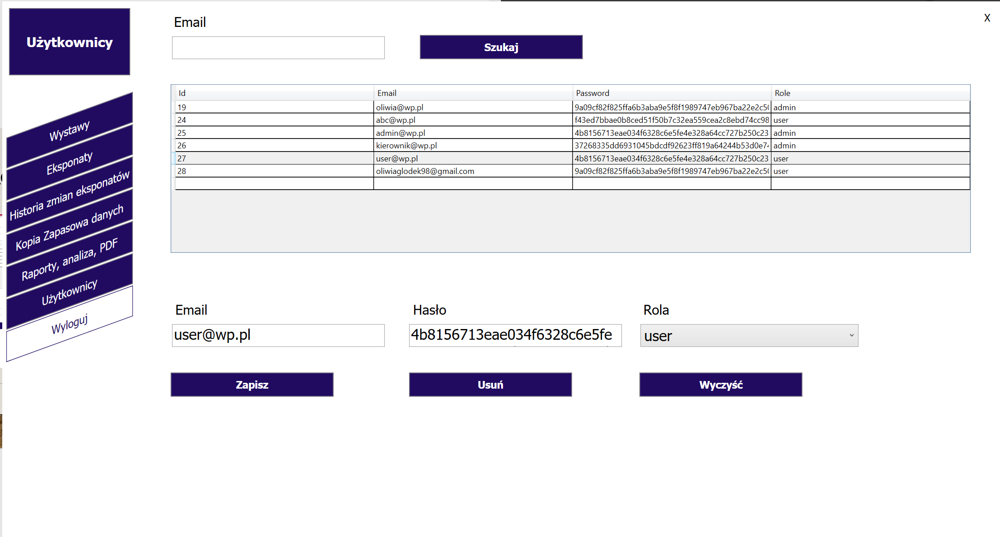 Użytkownicy
Email
X
Szukaj
Wystawy
Eksponaty
Historia zmian eksponatów
Kopia Zapasowa danych
Raporty, analiza, PDF
Użytkownicy
Wyloguj
Id Email Password Role
19 oliwia@wp.pl 9a09cf82f825ffa6b3aba9e5f8f1989747eb967ba22e2c50 admin
24 abc@wp.pl f43ed7bbae0b8ced51f50b7c32ea559cea2c8ebd74cc98 user
25 admin@wp.pl 4b8156713eae034f6328c6e5fe4e328a64cc727b250c23 admin
26 kierownik@wp.pl 37268335dd6931045bdcdf92623ff819a64244b53d0e74 admin
27 user@wp.pl 4b8156713eae034f6328c6e5fe4e328a64cc727b250c23 user
28 oliwiaglodek98@gmail.com 9a09cf82f825ffa6b3aba9e5f8f1989747eb967ba22e2c50 user
Email Hasło Rola
user@wp.pl 4b8156713eae034f6328c6e5fe user
Zapisz Usuń Wyczyść